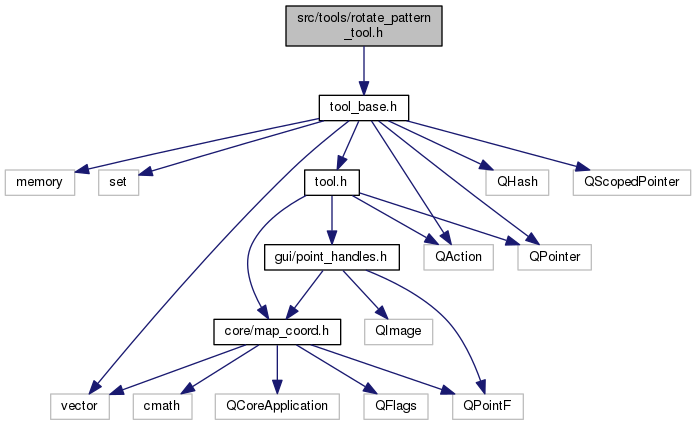 src/tools/rotate_pattern
_tool.h
tool_base.h
memory
set
tool.h
QHash
QScopedPointer
gui/point_handles.h
QAction
QPointer
core/map_coord.h
QImage
vector
cmath
QCoreApplication
QFlags
QPointF